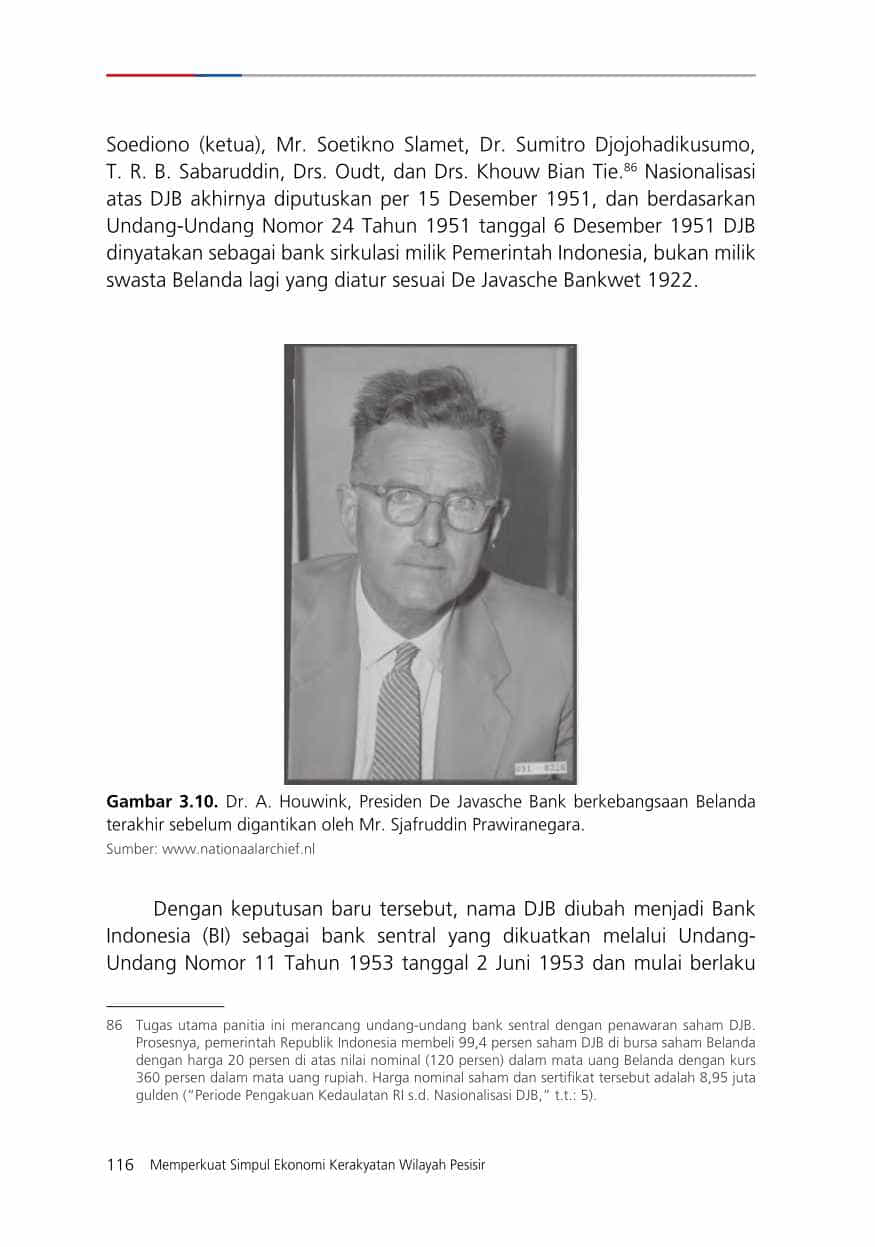 Soediono (ketua), Mr. Soetikno Slamet, Dr. Sumitro Djojohadikusumo,
T. R. B. Sabaruddin, Drs. Oudt, dan Drs. Khouw Bian Tie.86 Nasionalisasi
atas DJB akhirnya diputuskan per 15 Desember 1951, dan berdasarkan
Undang-Undang Nomor 24 Tahun 1951 tanggal 6 Desember 1951 DJB
dinyatakan sebagai bank sirkulasi milik Pemerintah Indonesia, bukan milik
swasta Belanda lagi yang diatur sesuai De Javasche Bankwet 1922.
Gambar 3.10. Dr. A. Houwink, Presiden De Javasche Bank berkebangsaan Belanda
terakhir sebelum digantikan oleh Mr. Sjafruddin Prawiranegara.
Sumber: www.nationaalarchief.nl
Dengan keputusan baru tersebut, nama DJB diubah menjadi Bank
Indonesia (BI) sebagai bank sentral yang dikuatkan melalui Undang-
Undang Nomor 11 Tahun 1953 tanggal 2 Juni 1953 dan mulai berlaku
86 Tugas utama panitia ini merancang undang-undang bank sentral dengan penawaran saham DJB.
Prosesnya, pemerintah Republik Indonesia membeli 99,4 persen saham DJB di bursa saham Belanda
dengan harga 20 persen di atas nilai nominal (120 persen) dalam mata uang Belanda dengan kurs
360 persen dalam mata uang rupiah. Harga nominal saham dan sertifikat tersebut adalah 8,95 juta
gulden (“Periode Pengakuan Kedaulatan RI s.d. Nasionalisasi DJB,” t.t.: 5).
116 Memperkuat Simpul Ekonomi Kerakyatan Wilayah Pesisir